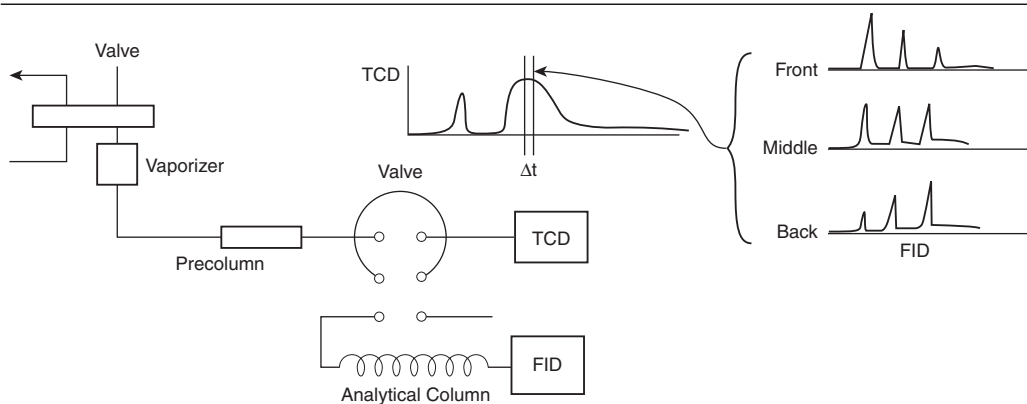 Valve
TCD
Front
Middle
Vaporizer
Δt
Valve
Back
FID
TCD
Precolumn
FID
Analytical Column